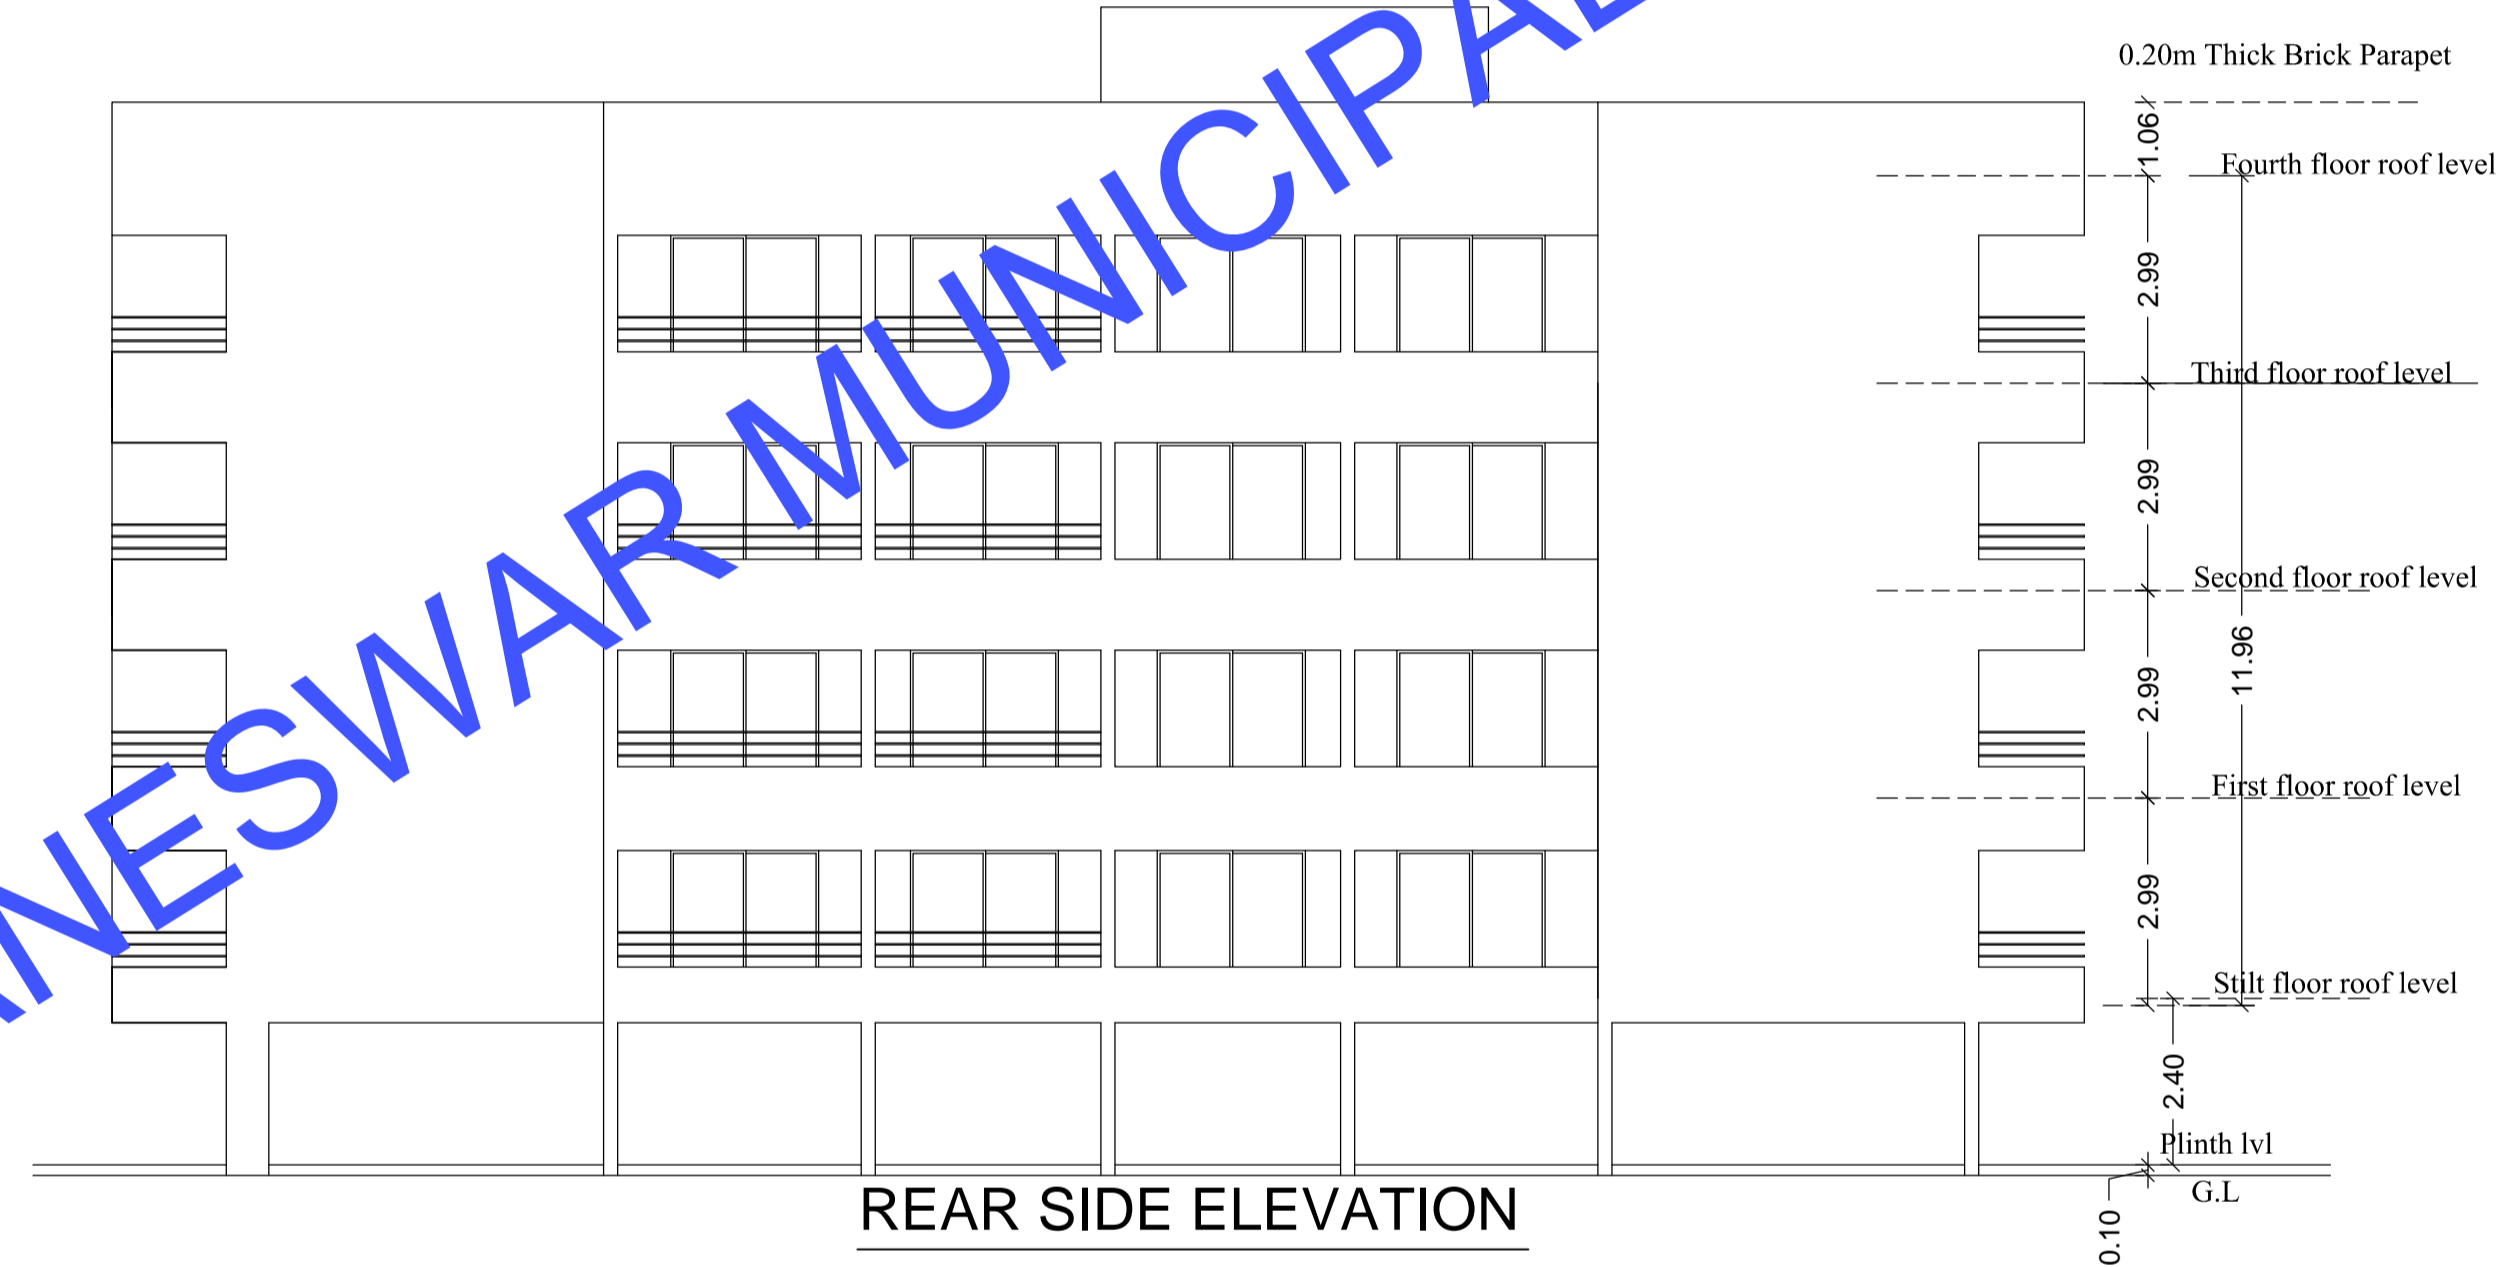 0.20m Thick Brick Parapet
1.06
Fourth floor roof level
2.99
Third floor roof level
2.99
Second floor roof level
11.96
2.99
First floor roof level
2.99
Stilt floor roof level
2.40
Plinth lvl
G.L
0.10
REAR SIDE ELEVATION
NESWAR MUNICIPAL